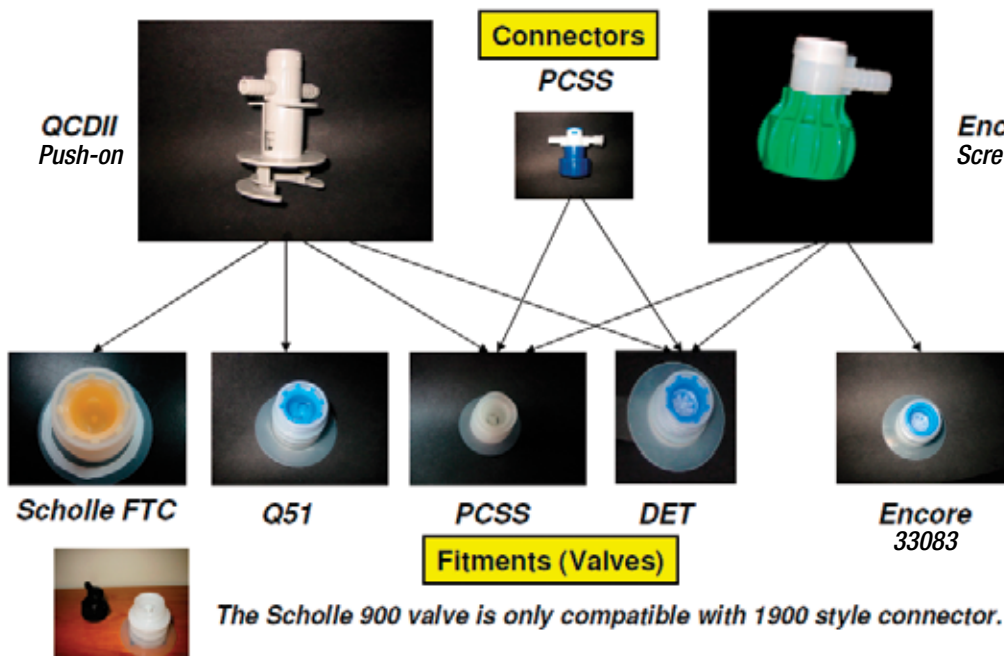 Connectors
PCSS
QCDII
Push-on
Scholle FTC
Q51
PCSS
DET
Encore
33083
Fitments (Valves)
The Scholle 900 valve is only compatible with 1900 style connector.